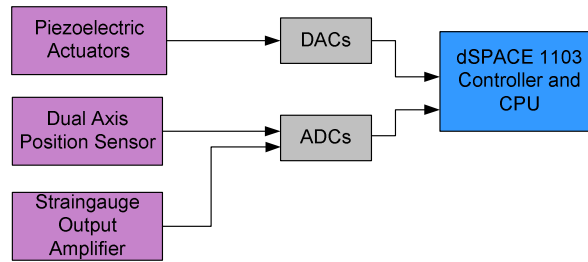 Piezoelectric
Actuators
DACs
dSPACE 1103
Controller and
CPU
Dual Axis
Position Sensor
ADCs
Straingauge
Output
Amplifier